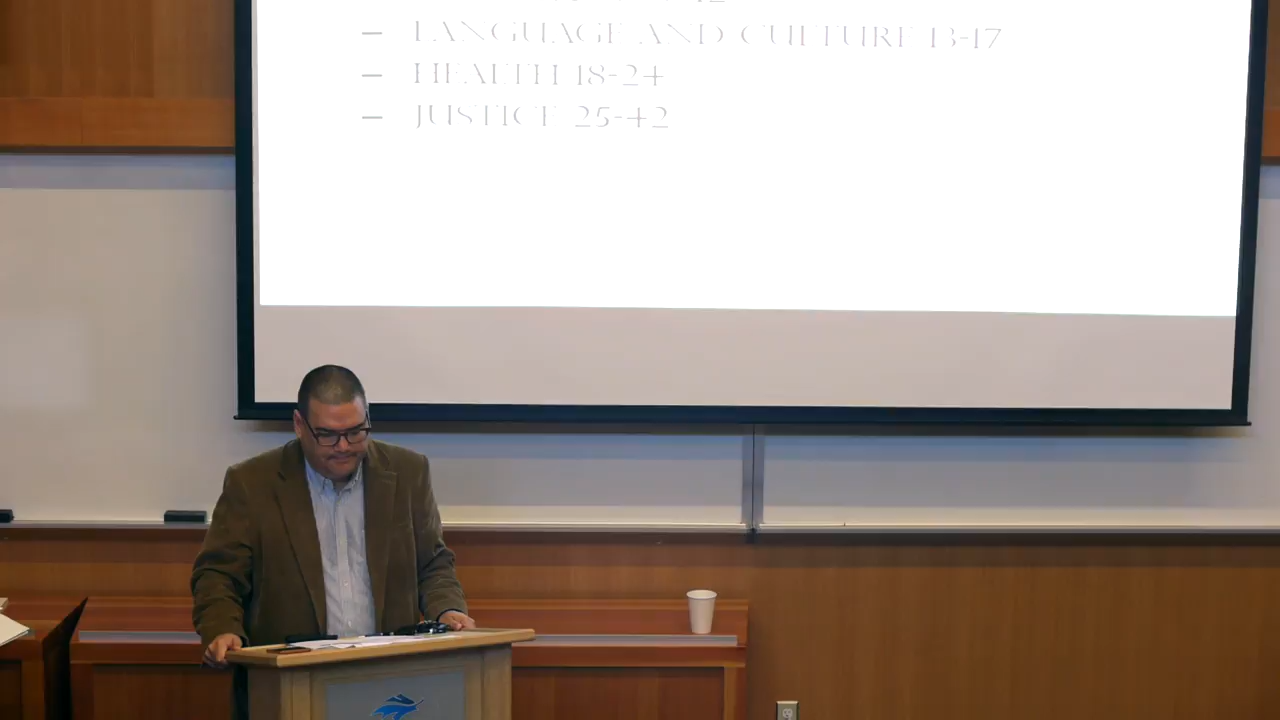 — LANGUAGE AND CULTURE 13-17
— HEALTH 18-24
— JUSTICE 25-42